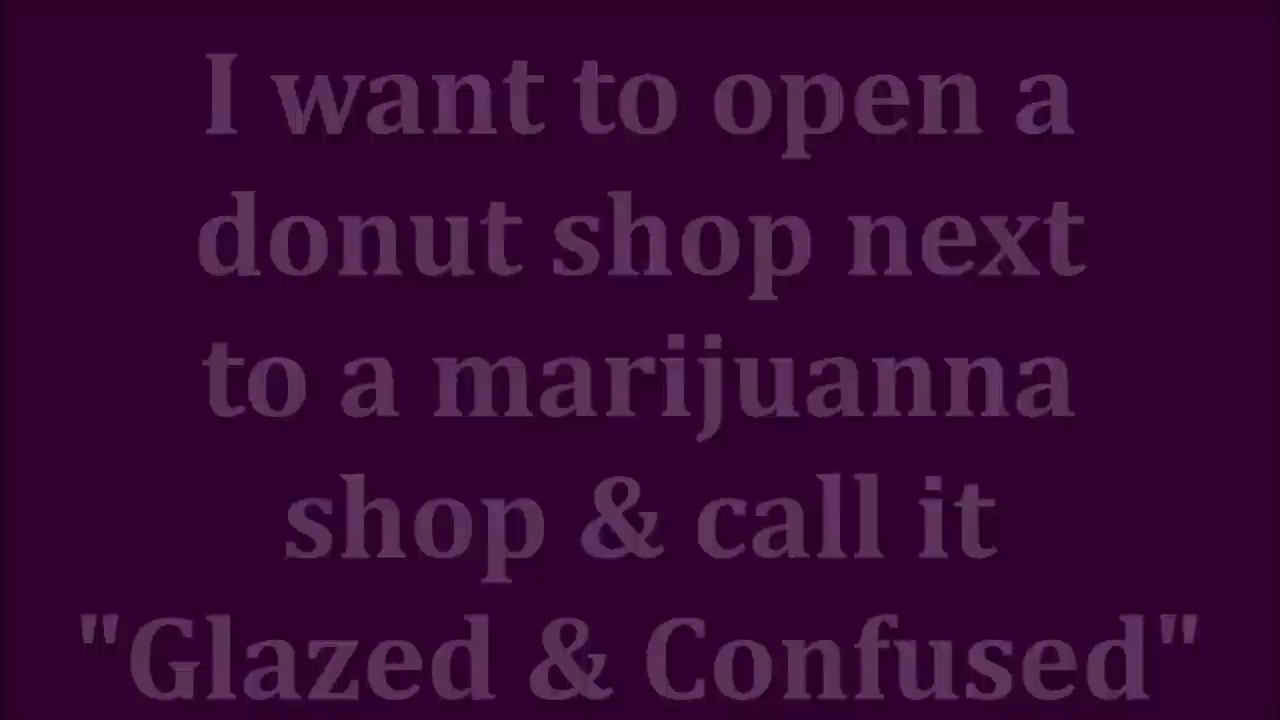 I want to open a
donut shop next
to a marijuanna
shop & call it
"Glazed & Confused"